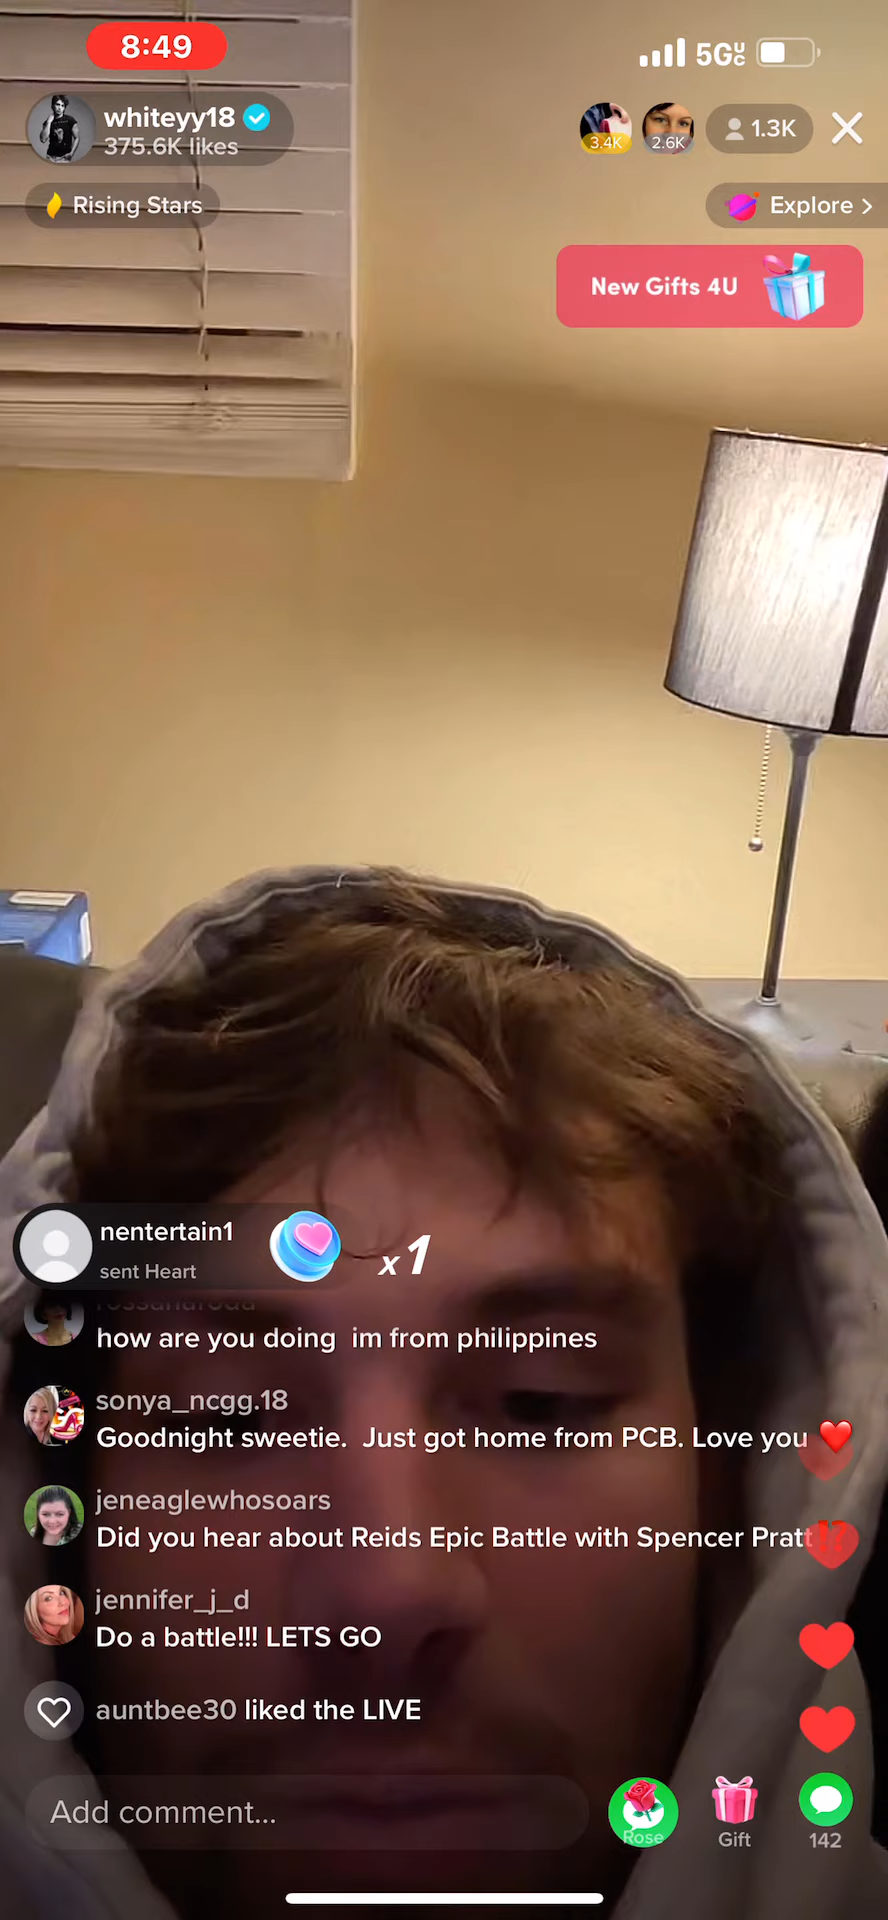 8:49
5G UC
whiteyy18
375.6K likes
3.4K
2.6K
1.3K
Rising Stars
Explore >
New Gifts 4U
nentertain1
sent Heart
x1
how are you doing im from philippines
sonya_ncgg.18
Goodnight sweetie. Just got home from PCB. Love you ❤️
jeneaglewhosoars
Did you hear about Reids Epic Battle with Spencer Pratt⁉️
jennifer_j_d
Do a battle!!! LETS GO
auntbee30 liked the LIVE
Add comment...
Rose
Gift
142